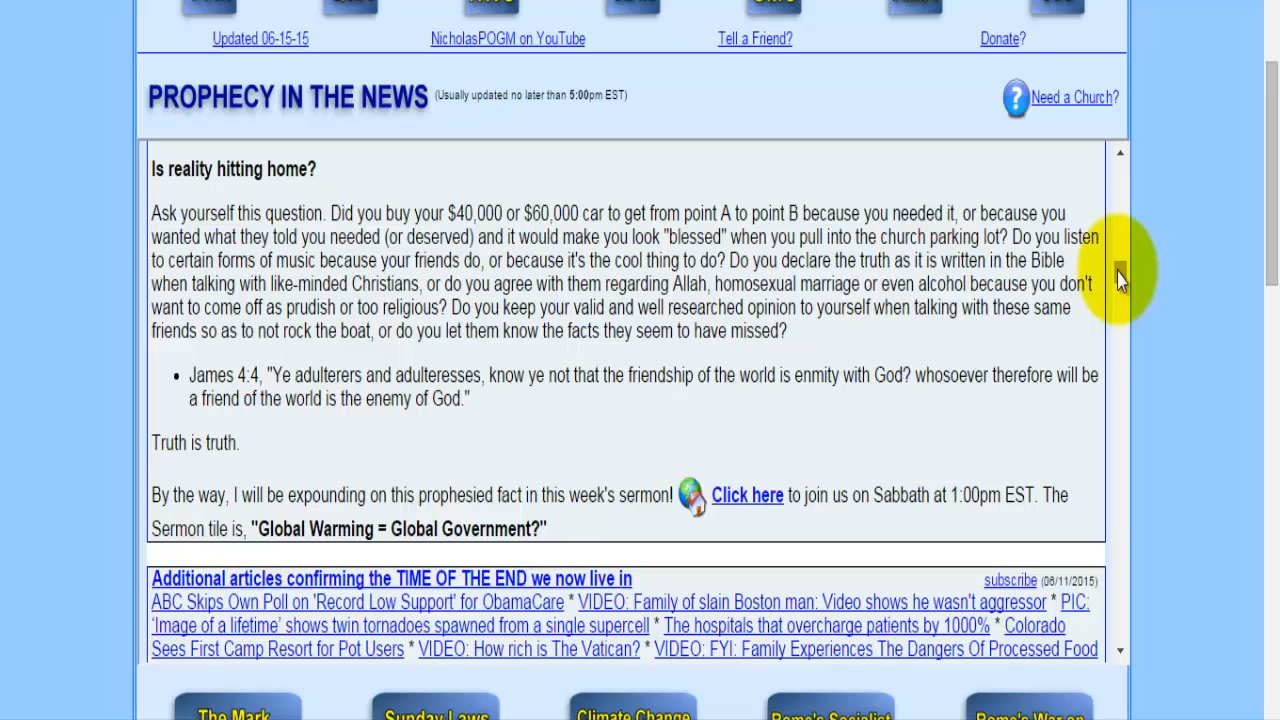 Updated 06-15-15 NicholasPOGM on YouTube Tell a Friend? Donate?
PROPHECY IN THE NEWS (Usually updated no later than 5:00pm EST) Need a Church?
Is reality hitting home?
Ask yourself this question. Did you buy your $40,000 or $60,000 car to get from point A to point B because you needed it, or because you
wanted what they told you needed (or deserved) and it would make you look "blessed" when you pull into the church parking lot? Do you listen
to certain forms of music because your friends do, or because it's the cool thing to do? Do you declare the truth as it is written in the Bible
when talking with like-minded Christians, or do you agree with them regarding Allah, homosexual marriage or even alcohol because you don't
want to come off as prudish or too religious? Do you keep your valid and well researched opinion to yourself when talking with these same
friends so as to not rock the boat, or do you let them know the facts they seem to have missed?
• James 4:4, "Ye adulterers and adulteresses, know ye not that the friendship of the world is enmity with God? whosoever therefore will be
a friend of the world is the enemy of God."
Truth is truth.
By the way, I will be expounding on this prophesied fact in this week's sermon! Click here to join us on Sabbath at 1:00pm EST. The
Sermon tile is, "Global Warming = Global Government?"
Additional articles confirming the TIME OF THE END we now live in subscribe (06/11/2015)
ABC Skips Own Poll on 'Record Low Support' for ObamaCare * VIDEO: Family of slain Boston man: Video shows he wasn't aggressor * PIC:
'Image of a lifetime' shows twin tornadoes spawned from a single supercell * The hospitals that overcharge patients by 1000% * Colorado
Sees First Camp Resort for Pot Users * VIDEO: How rich is The Vatican? * VIDEO: FYI: Family Experiences The Dangers Of Processed Food
The Mark Sunday Laws Climate Change Rome's Socialist Rome's War on